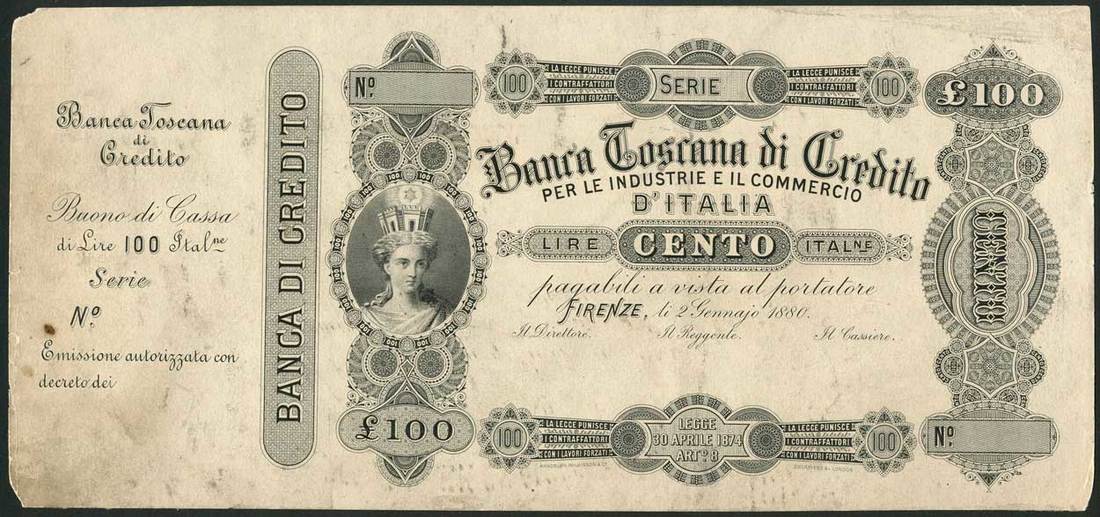 Banca Toscana
di
Credito
Buono di Cassa
di Lire 100 Ital.ne
Serie
No.
Emissione autorizzata con
decreto dei
BANCA DI CREDITO
No.
£100
100
LA LEGGE PUNISCE
I CONTRAFFATTORI
CON I LAVORI FORZATI
SERIE
LA LEGGE PUNISCE
I CONTRAFFATTORI
CON I LAVORI FORZATI
100
£100
Banca Toscana di Credito
PER LE INDUSTRIE E IL COMMERCIO
D'ITALIA
LIRE CENTO ITAL.NE
pagabili a vista al portatore
FIRENZE, li 2 Gennajo 1880.
Il Direttore. Il Reggente. Il Cassiere.
100
LA LEGGE PUNISCE
I CONTRAFFATTORI
CON I LAVORI FORZATI
LEGGE
30 APRILE 1874
ART.o 8
LA LEGGE PUNISCE
I CONTRAFFATTORI
CON I LAVORI FORZATI
100
No.